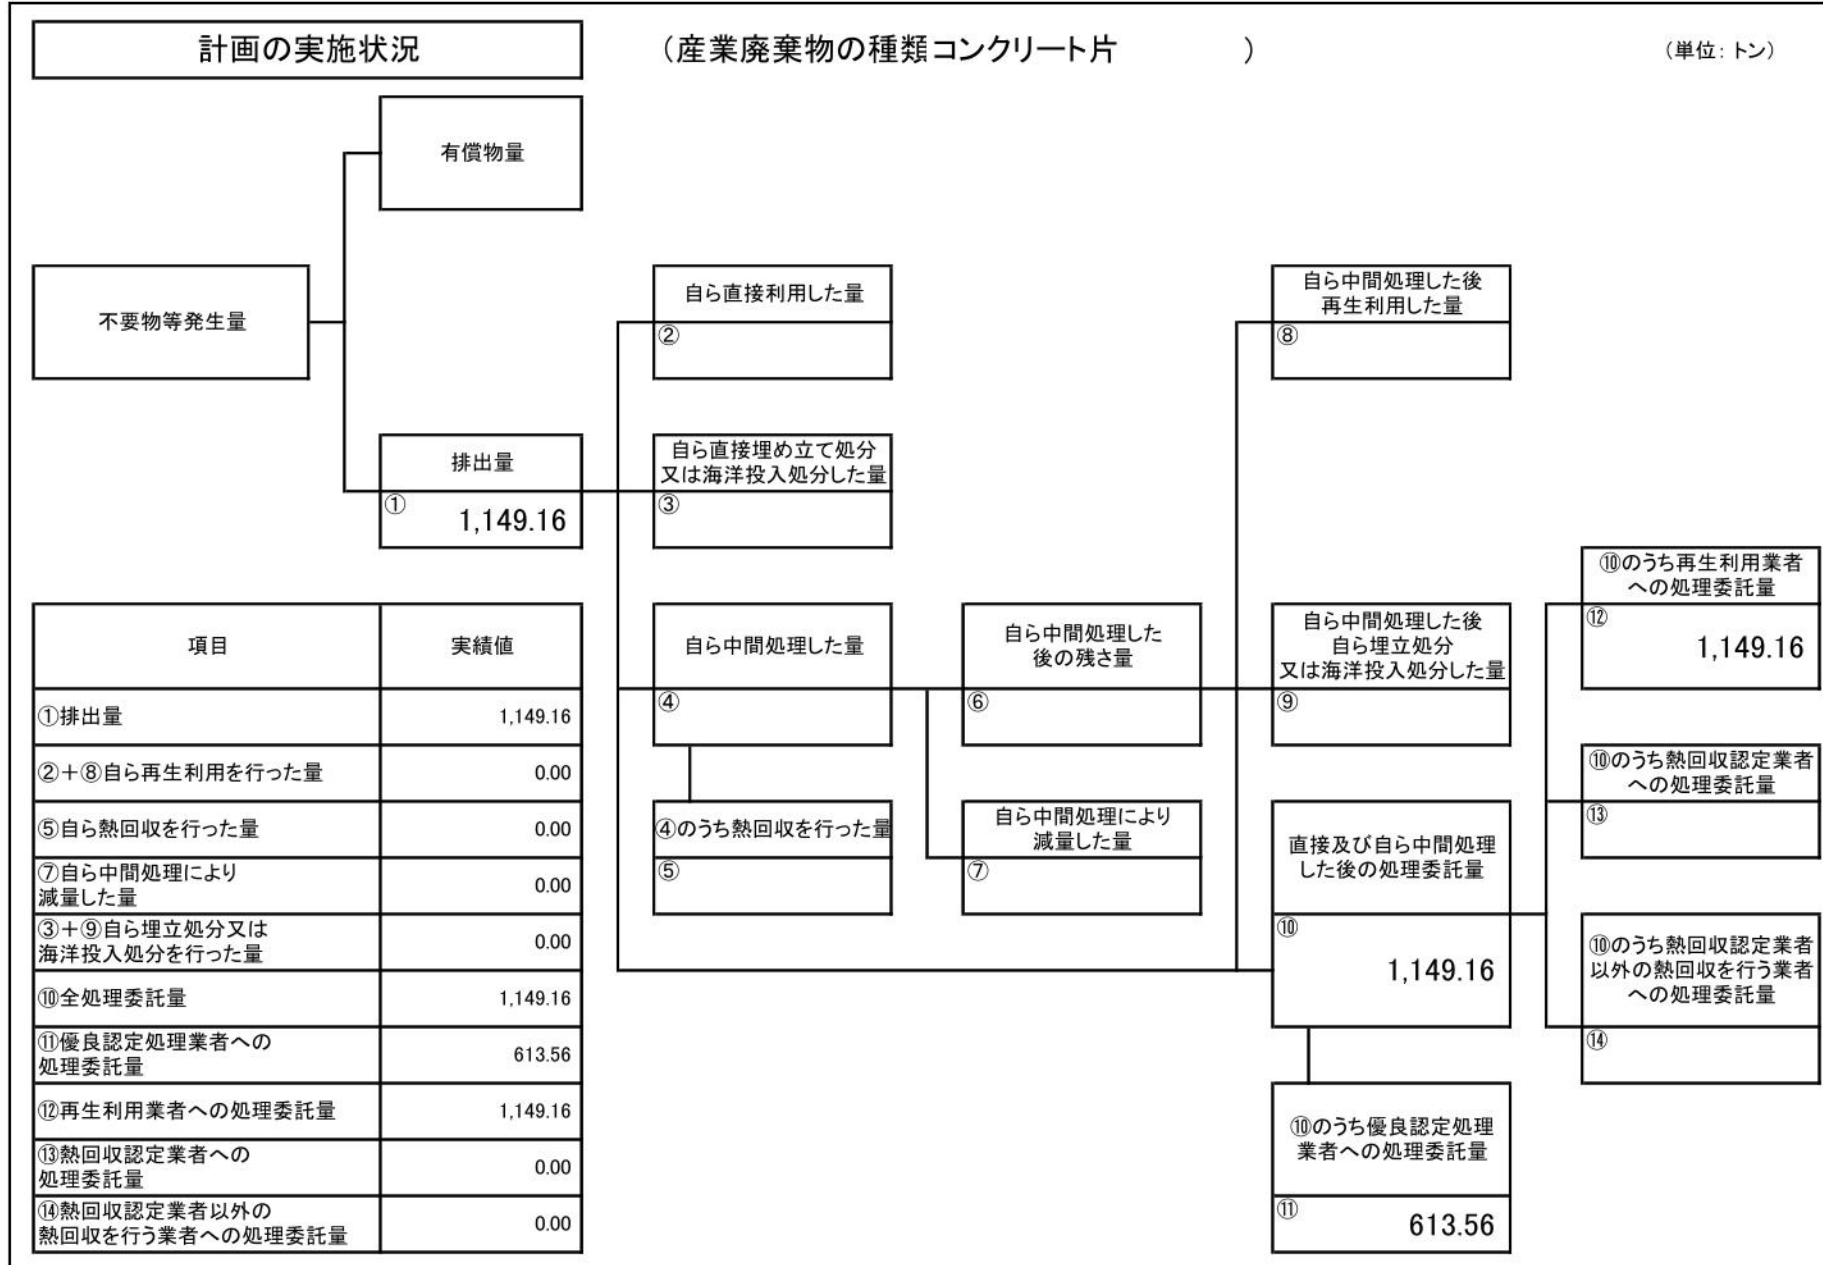 計画の実施状況
（産業廃棄物の種類コンクリート片　　　　）
（単位：トン）
有償物量
不要物等発生量
自ら直接利用した量
②
自ら中間処理した後
再生利用した量
⑧
排出量
①
1,149.16
自ら直接埋め立て処分
又は海洋投入処分した量
③
⑩のうち再生利用業者
への処理委託量
⑫
1,149.16
自ら中間処理した量
④
自ら中間処理した
後の残さ量
⑥
自ら中間処理した後
自ら埋立処分
又は海洋投入処分した量
⑨
⑩のうち熱回収認定業者
への処理委託量
⑬
④のうち熱回収を行った量
⑤
自ら中間処理により
減量した量
⑦
直接及び自ら中間処理
した後の処理委託量
⑩
1,149.16
⑩のうち熱回収認定業者
以外の熱回収を行う業者
への処理委託量
⑭
⑩のうち優良認定処理
業者への処理委託量
⑪
613.56
項目 実績値
①排出量 1,149.16
②＋⑧自ら再生利用を行った量 0.00
⑤自ら熱回収を行った量 0.00
⑦自ら中間処理により
減量した量 0.00
③＋⑨自ら埋立処分又は
海洋投入処分を行った量 0.00
⑩全処理委託量 1,149.16
⑪優良認定処理業者への
処理委託量 613.56
⑫再生利用業者への処理委託量 1,149.16
⑬熱回収認定業者への
処理委託量 0.00
⑭熱回収認定業者以外の
熱回収を行う業者への処理委託量 0.00